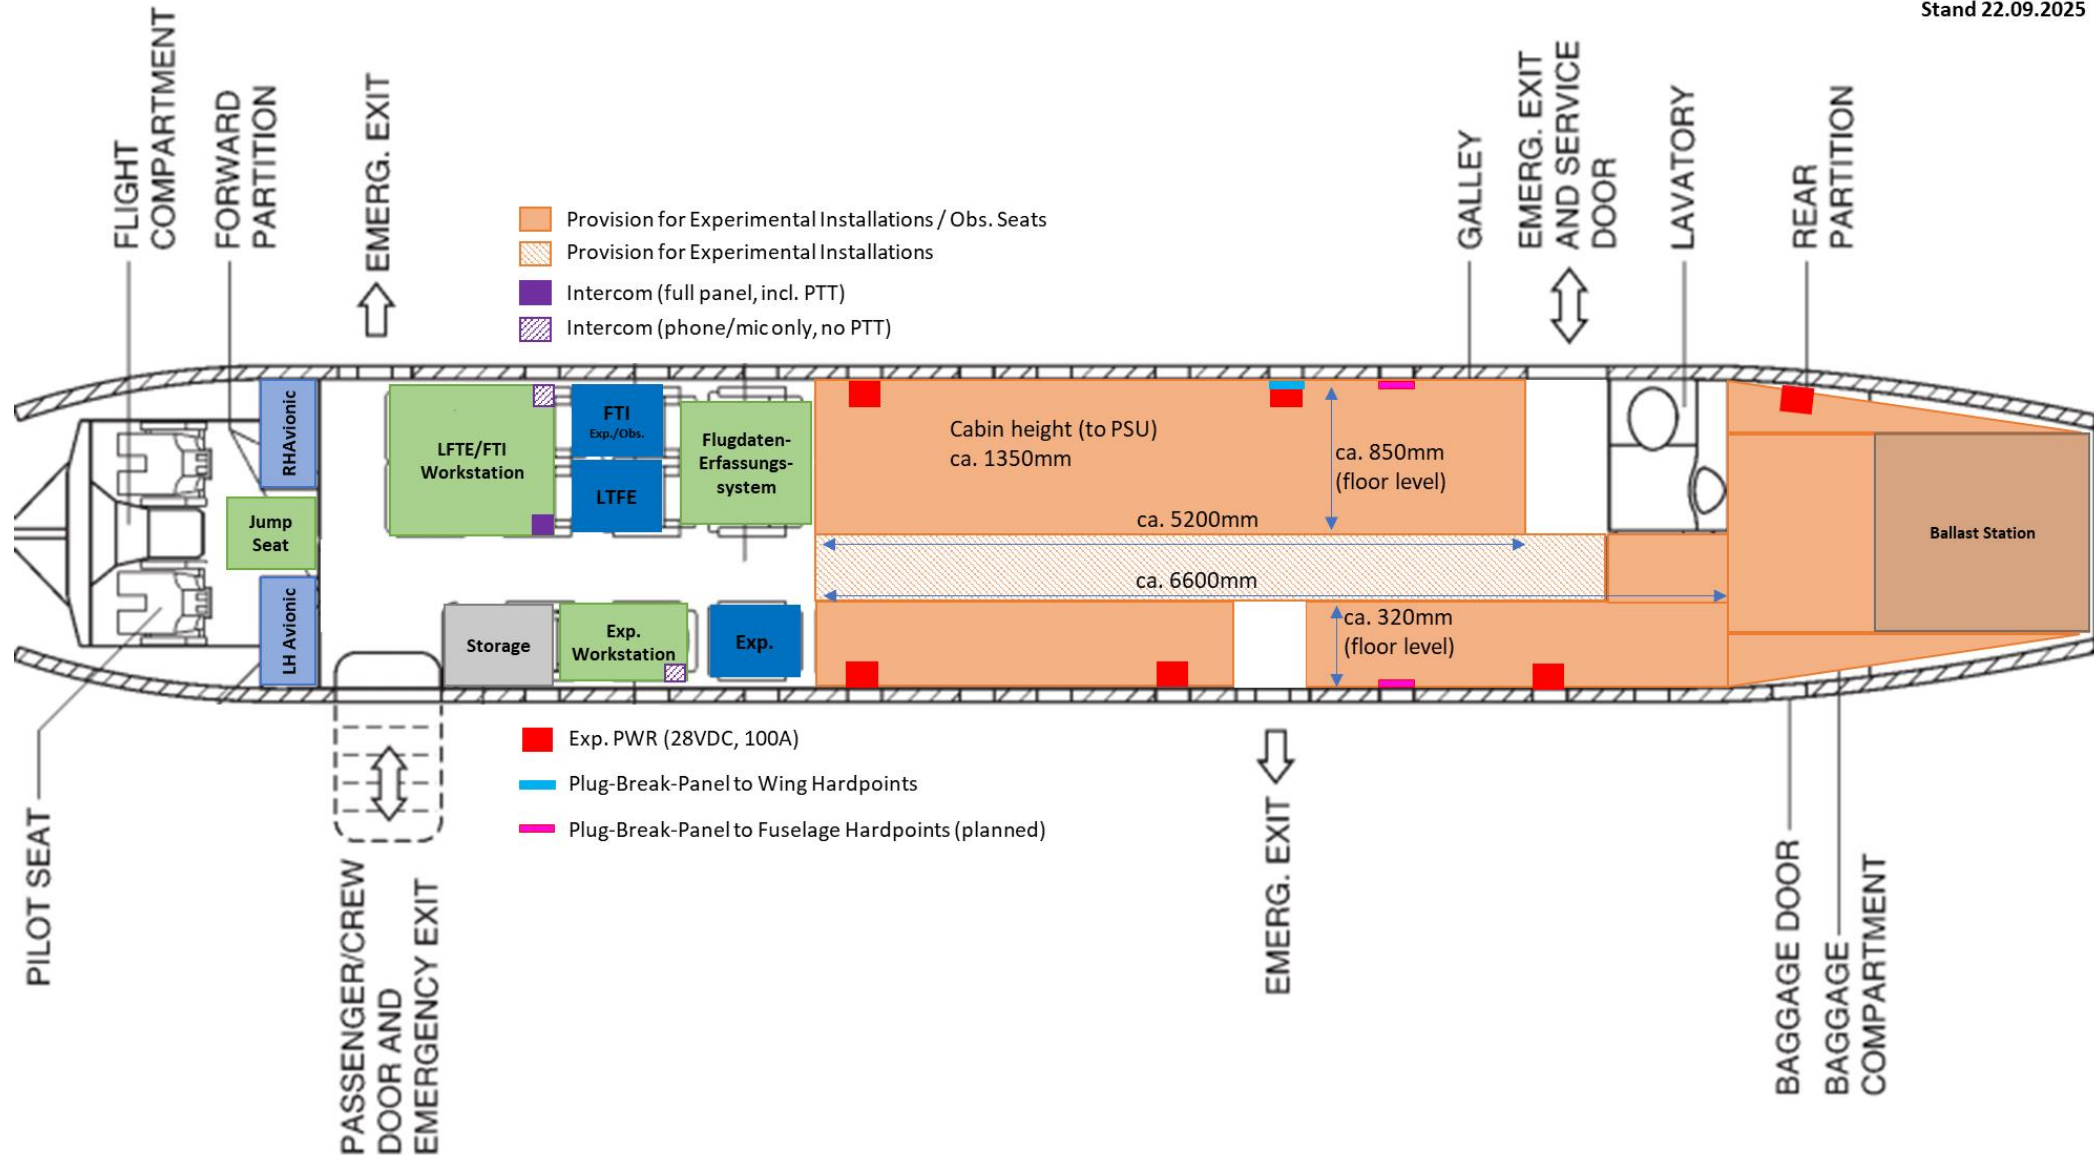 Stand 22.09.2025
FLIGHT
COMPARTMENT
FORWARD
PARTITION
EMERG. EXIT
GALLEY
EMERG. EXIT
AND SERVICE
DOOR
LAVATORY
REAR
PARTITION
Provision for Experimental Installations / Obs. Seats
Provision for Experimental Installations
Intercom (full panel, incl. PTT)
Intercom (phone/mic only, no PTT)
RHAvionic
LFTE/FTI
Workstation
FTI
Exp./Obs.
LTFE
Flugdaten-
Erfassungs-
system
Cabin height (to PSU)
ca. 1350mm
ca. 850mm
(floor level)
ca. 5200mm
Jump
Seat
Ballast Station
ca. 6600mm
LH Avionic
Storage
Exp.
Workstation
Exp.
ca. 320mm
(floor level)
Exp. PWR (28VDC, 100A)
Plug-Break-Panel to Wing Hardpoints
Plug-Break-Panel to Fuselage Hardpoints (planned)
PILOT SEAT
PASSENGER/CREW
DOOR AND
EMERGENCY EXIT
EMERG. EXIT
BAGGAGE DOOR
BAGGAGE
COMPARTMENT